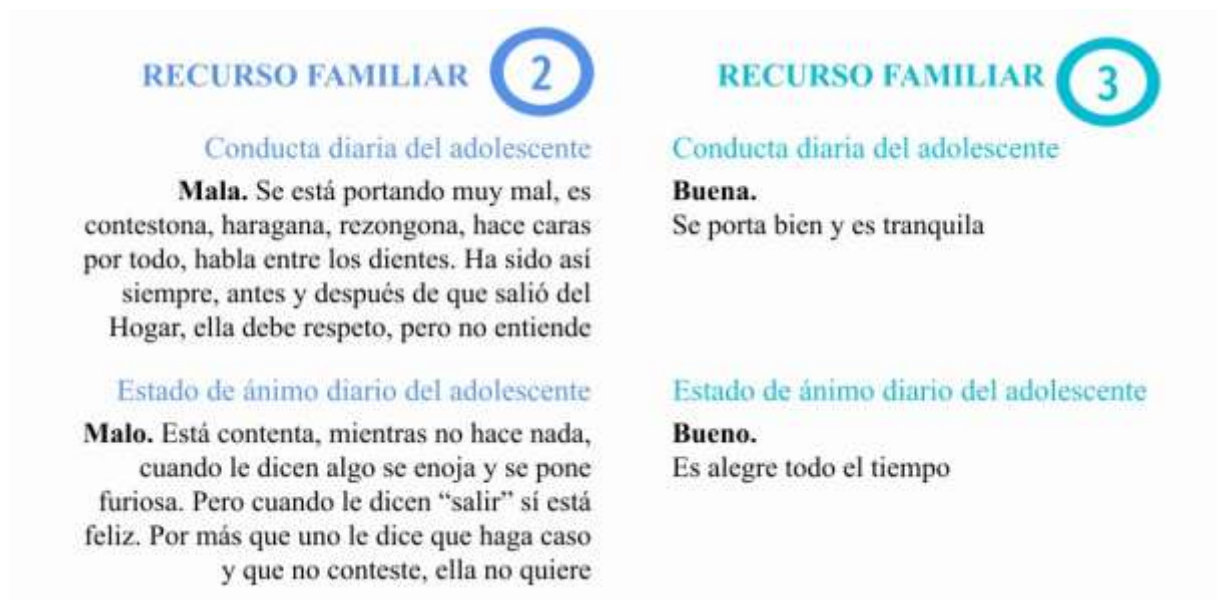 RECURSO FAMILIAR 2
Conducta diaria del adolescente
Mala. Se está portando muy mal, es
contestona, haragana, rezongona, hace caras
por todo, habla entre los dientes. Ha sido así
siempre, antes y después de que salió del
Hogar, ella debe respeto, pero no entiende
Estado de ánimo diario del adolescente
Malo. Está contenta, mientras no hace nada,
cuando le dicen algo se enoja y se pone
furiosa. Pero cuando le dicen “salir” sí está
feliz. Por más que uno le dice que haga caso
y que no conteste, ella no quiere
RECURSO FAMILIAR 3
Conducta diaria del adolescente
Buena.
Se porta bien y es tranquila
Estado de ánimo diario del adolescente
Bueno.
Es alegre todo el tiempo